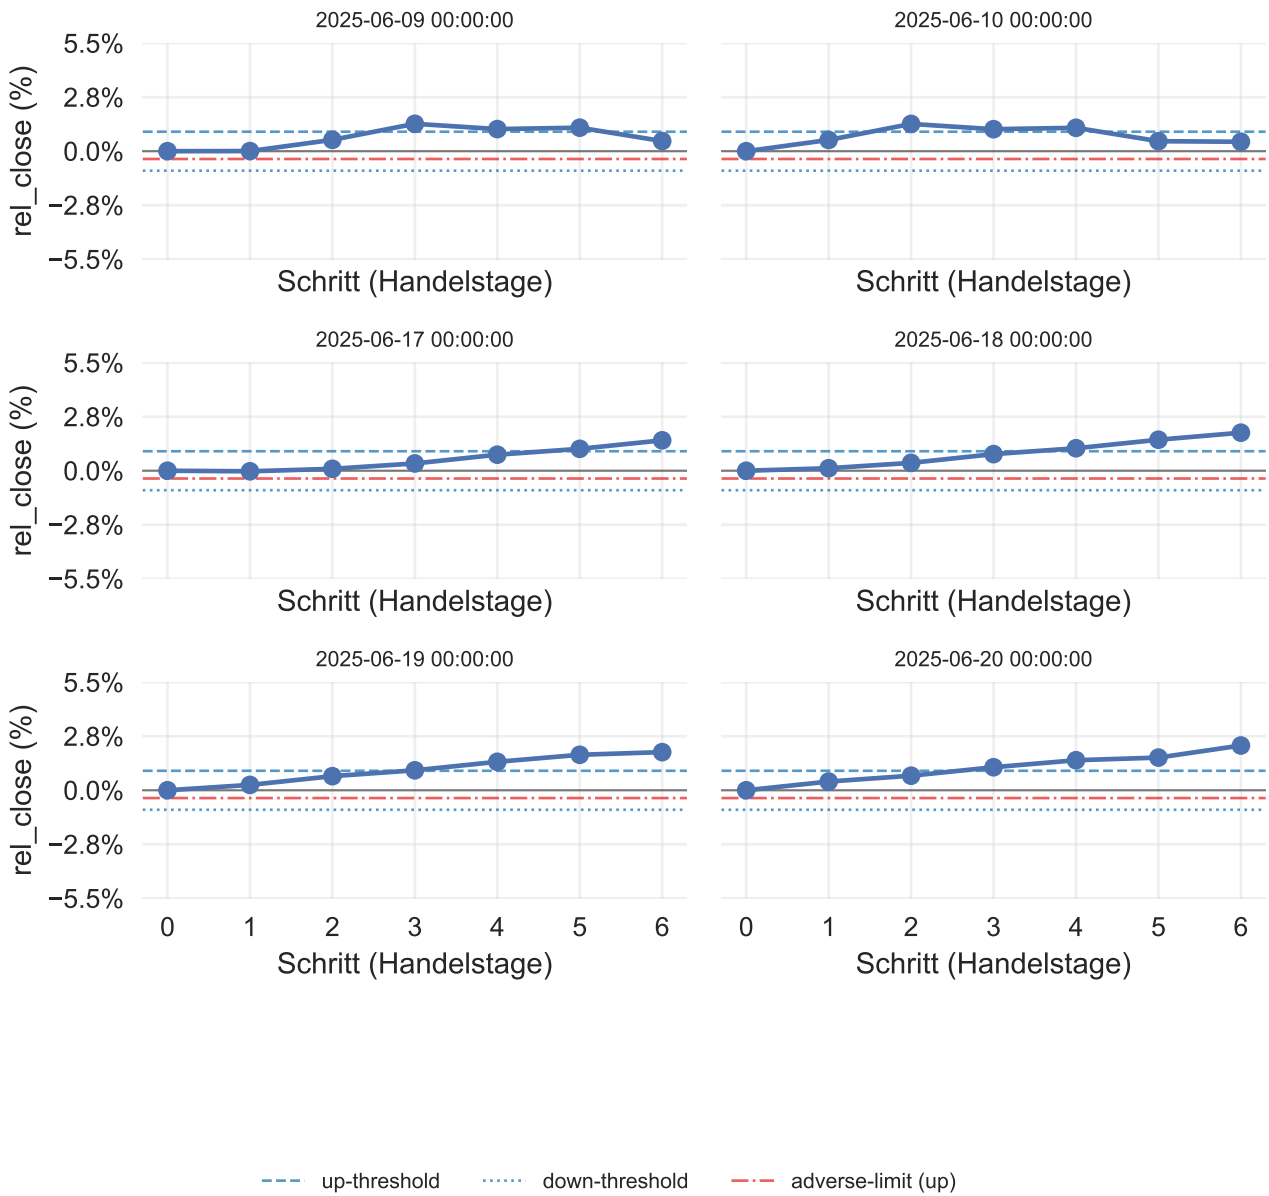 2025-06-09 00:00:00
5.5%
2.8%
0.0%
−2.8%
−5.5%
rel_close (%)
Schritt (Handelstage)
2025-06-10 00:00:00
Schritt (Handelstage)
2025-06-17 00:00:00
5.5%
2.8%
0.0%
−2.8%
−5.5%
rel_close (%)
Schritt (Handelstage)
2025-06-18 00:00:00
Schritt (Handelstage)
2025-06-19 00:00:00
5.5%
2.8%
0.0%
−2.8%
−5.5%
rel_close (%)
0 1 2 3 4 5 6
Schritt (Handelstage)
2025-06-20 00:00:00
0 1 2 3 4 5 6
Schritt (Handelstage)
up-threshold down-threshold adverse-limit (up)